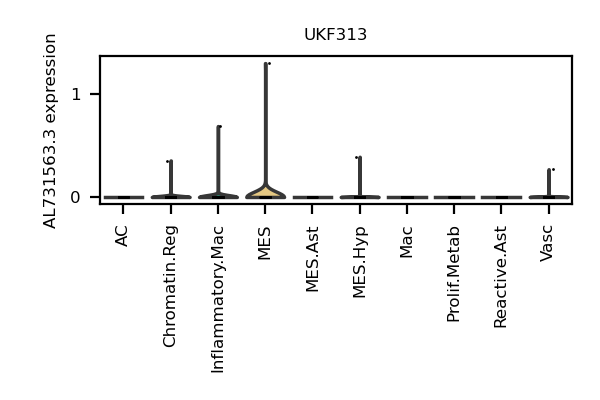 UKF313
AL731563.3 expression
1
0
AC
Chromatin.Reg
Inflammatory.Mac
MES
MES.Ast
MES.Hyp
Mac
Prolif.Metab
Reactive.Ast
Vasc